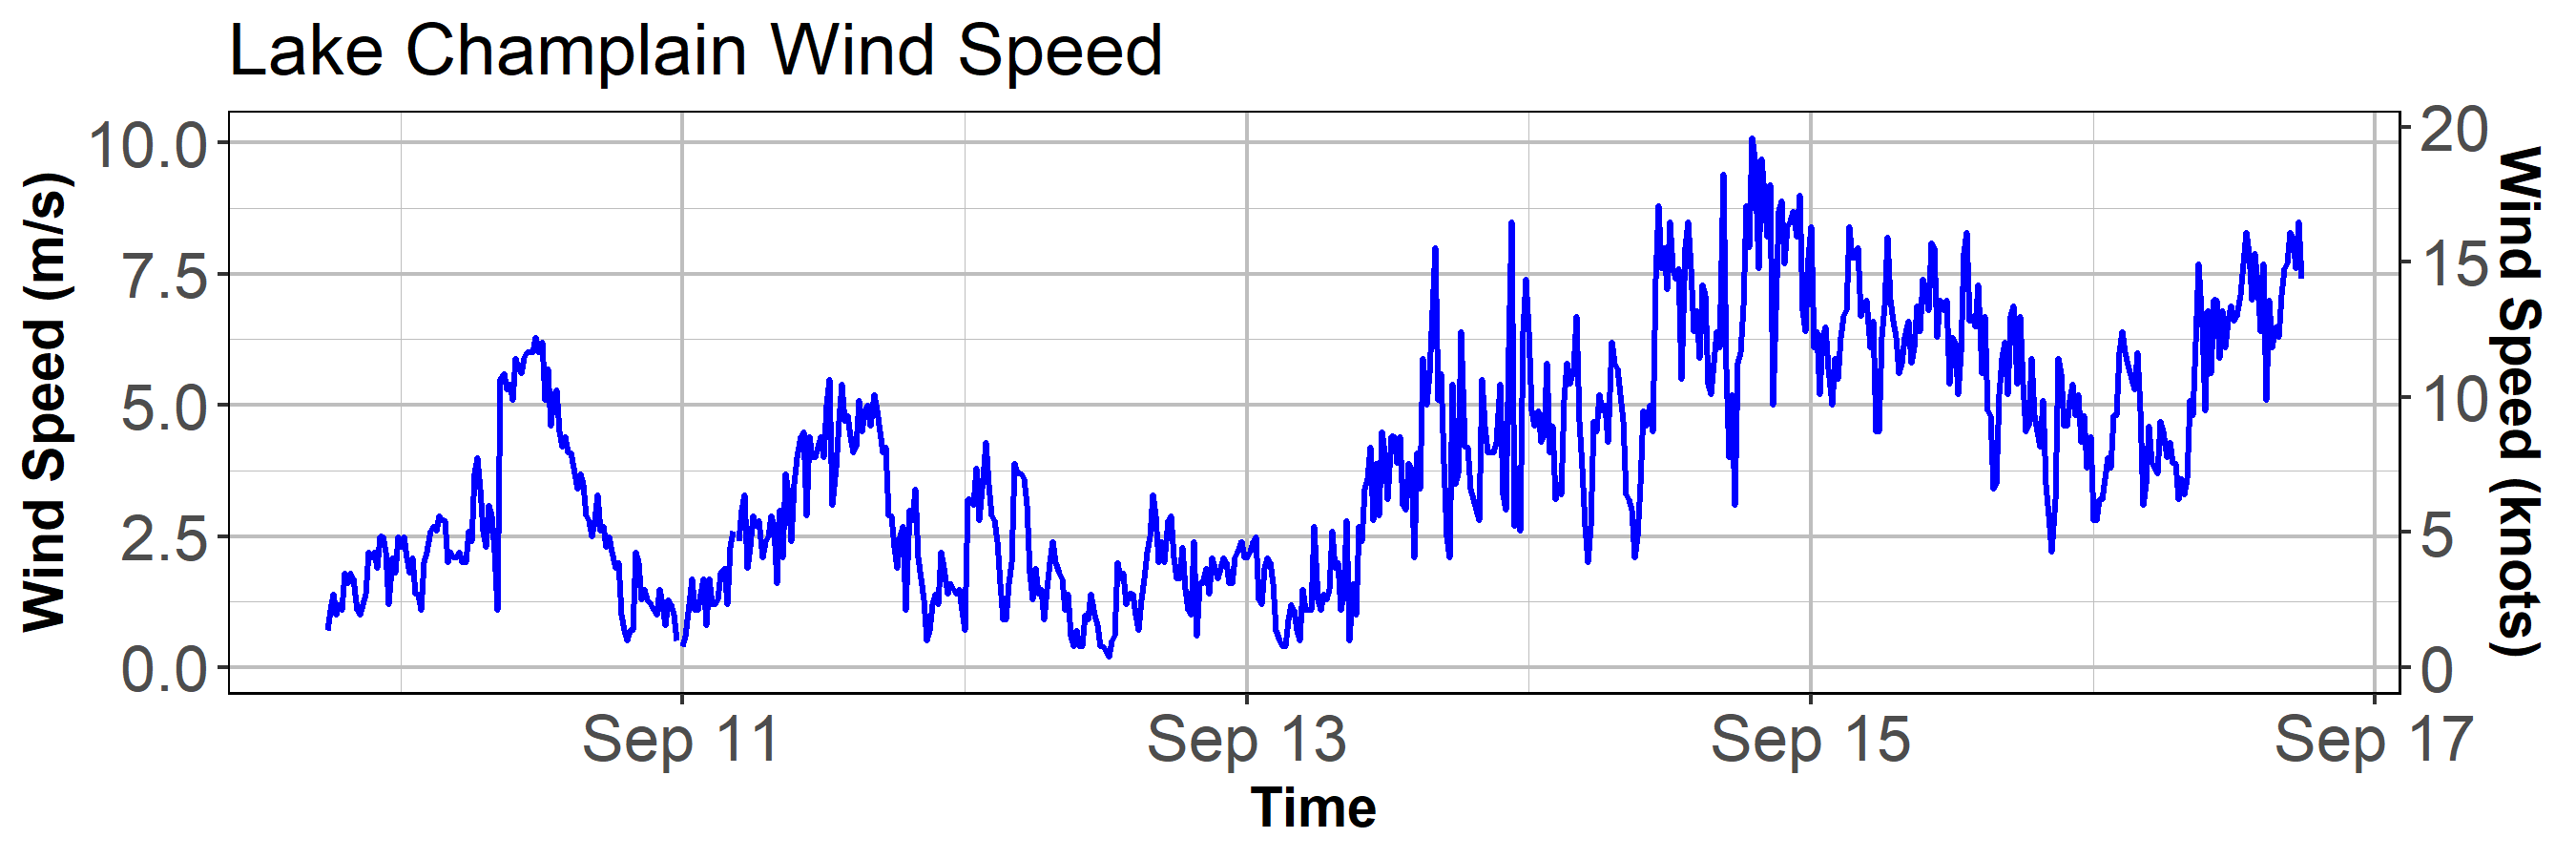 Lake Champlain Wind Speed
Wind Speed (m/s)
10.0
7.5
5.0
2.5
0.0
20
15
10
5
0
Wind Speed (knots)
Sep 11 Sep 13 Sep 15 Sep 17
Time